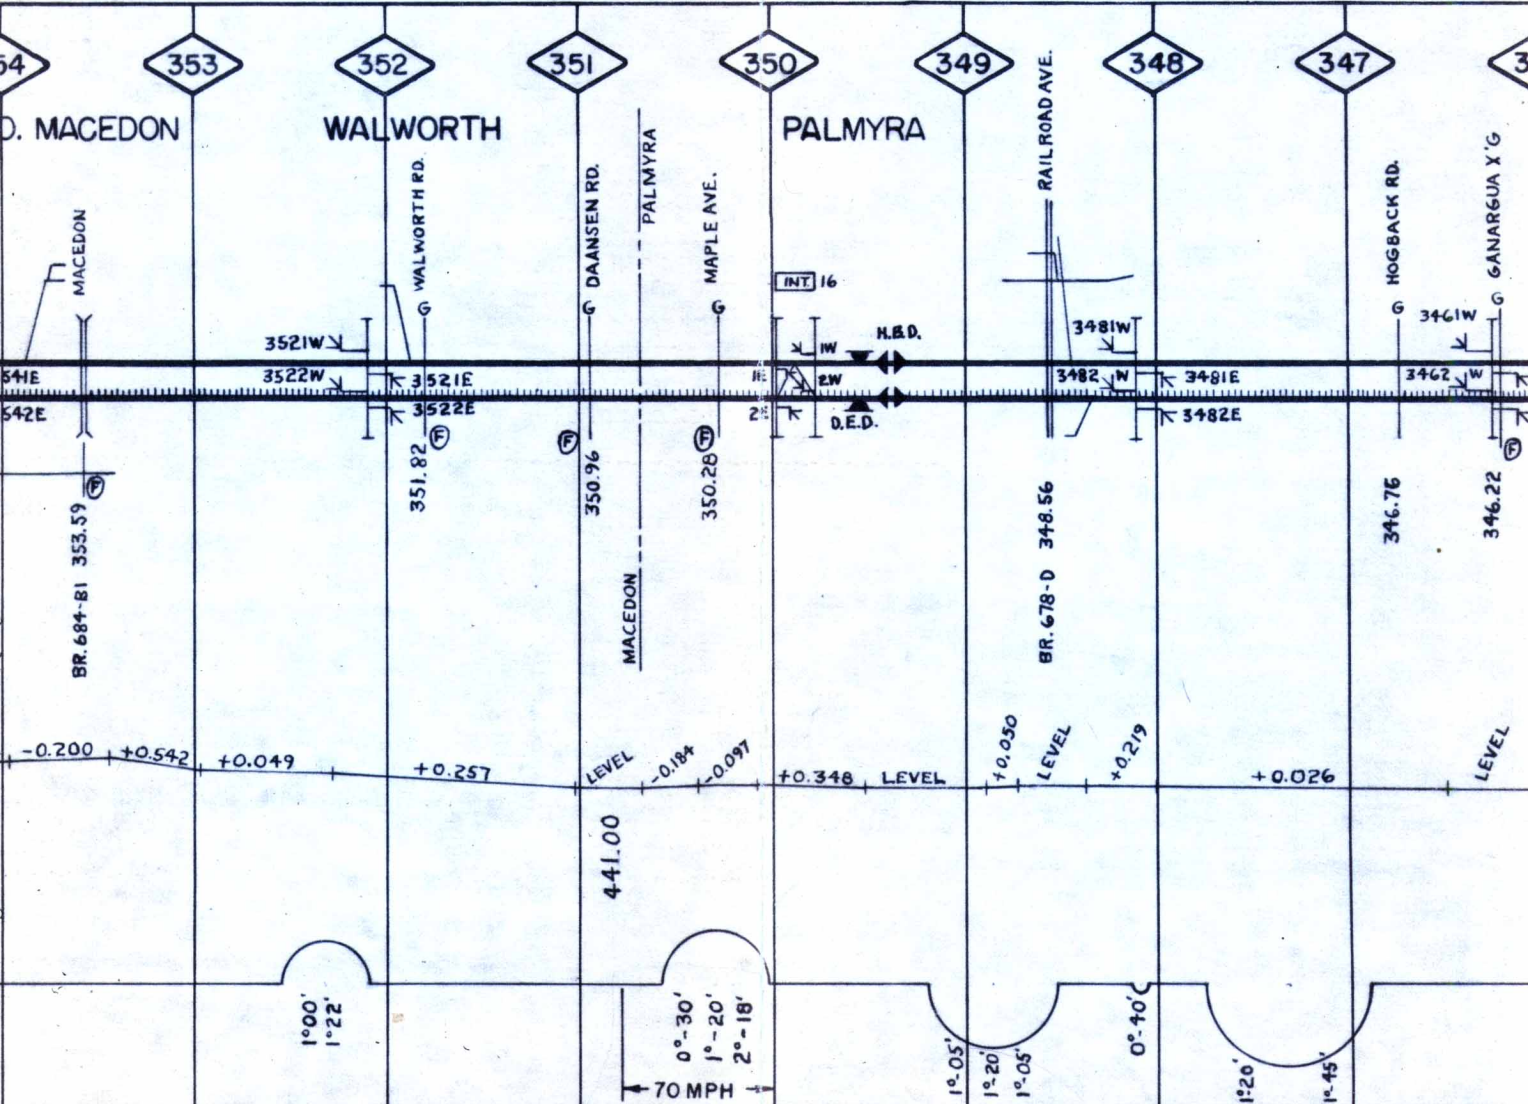 54
353
352
351
350
349
348
347
3
O. MACEDON
WALWORTH
PALMYRA
MACEDON
WALWORTH RD.
DAANSEN RD.
PALMYRA
MAPLE AVE.
RAILROAD AVE.
HOGBACK RD.
GANARGUA X'G
INT. 16
G
G
G
G
G
3521W
3522W
3521E
3522E
541E
542E
1W
2W
1E
2E
H.B.D.
D.E.D.
3481W
3482 W
3481E
3482E
3461W
3462 W
F
F
F
F
F
BR. 684-B1 353.59
351.82
350.96
MACEDON
350.28
BR. 678-D 348.56
346.76
346.22
-0.200
+0.542
+0.049
+0.257
LEVEL
-0.184
-0.097
+0.348
LEVEL
+0.050
LEVEL
+0.219
+0.026
LEVEL
441.00
1°00'
1°22'
0°-30'
1°-20'
2°-18'
1°-05'
1°-20'
1°-05'
0°-40'
1°-20'
1°-45'
70 MPH